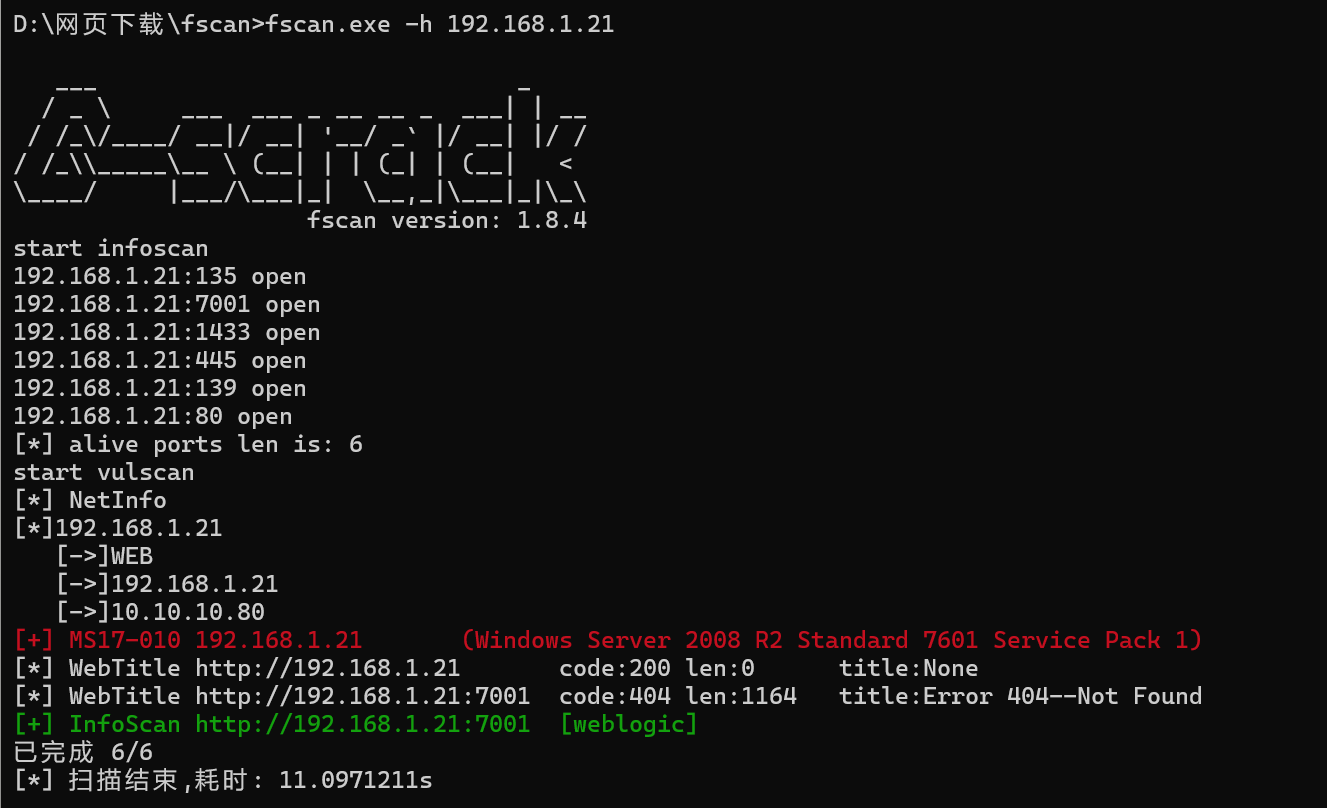 D:\网页下载\fscan>fscan.exe -h 192.168.1.21
   ___                              _
  / _ \     ___  ___ _ __ __ _  ___| | __
 / /_\/____/ __|/ __| '__/ _` |/ __| |/ /
/ /_\\_____\__ \ (__| | | (_| | (__|   <
\____/     |___/\___|_|  \__,_|\___|_|\_\
                     fscan version: 1.8.4
start infoscan
192.168.1.21:135 open
192.168.1.21:7001 open
192.168.1.21:1433 open
192.168.1.21:445 open
192.168.1.21:139 open
192.168.1.21:80 open
[*] alive ports len is: 6
start vulscan
[*] NetInfo
[*]192.168.1.21
   [->]WEB
   [->]192.168.1.21
   [->]10.10.10.80
[+] MS17-010 192.168.1.21       (Windows Server 2008 R2 Standard 7601 Service Pack 1)
[*] WebTitle http://192.168.1.21       code:200 len:0      title:None
[*] WebTitle http://192.168.1.21:7001  code:404 len:1164   title:Error 404--Not Found
[+] InfoScan http://192.168.1.21:7001  [weblogic]
已完成 6/6
[*] 扫描结束,耗时: 11.0971211s